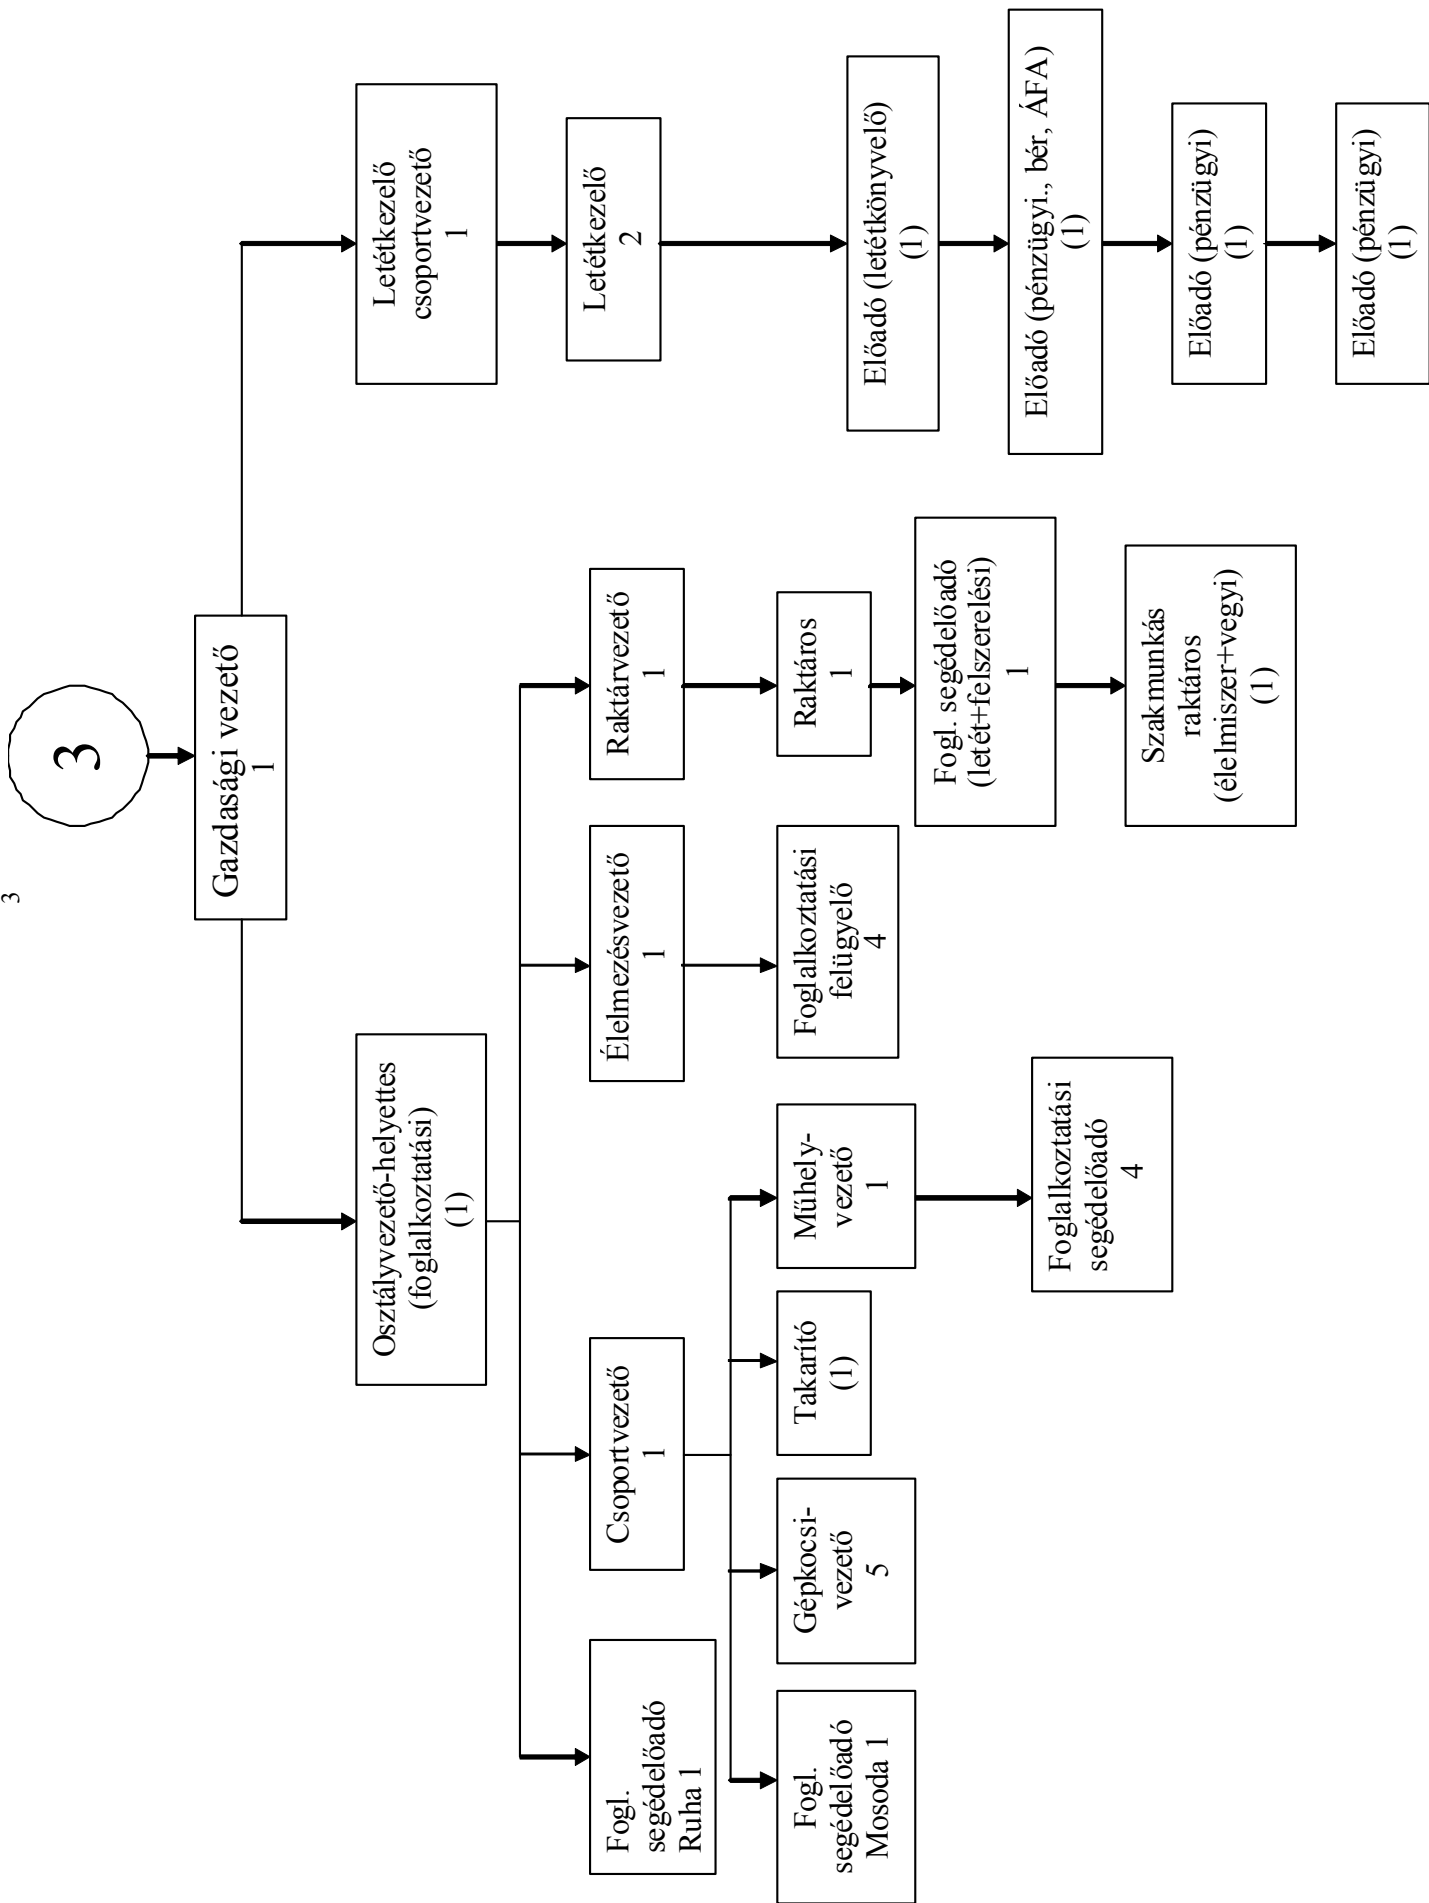 3
3
Gazdasági vezető
1
Osztályvezető-helyettes
(foglalkoztatási)
(1)
Letétkezelő
csoportvezető
1
Letétkezelő
2
Fogl.
segédelőadó
Ruha 1
Csoportvezető
1
Élelmezésvezető
1
Raktárvezető
1
Fogl.
segédelőadó
Mosoda 1
Gépkocsi-
vezető
5
Takarító
(1)
Műhely-
vezető
1
Foglalkoztatási
felügyelő
4
Raktáros
1
Előadó (letétkönyvelő)
(1)
Fogl. segédelőadó
(letét+felszerelési)
1
Előadó (pénzügyi., bér, ÁFA)
(1)
Foglalkoztatási
segédelőadó
4
Szakmunkás
raktáros
(élelmiszer+vegyi)
(1)
Előadó (pénzügyi)
(1)
Előadó (pénzügyi)
(1)